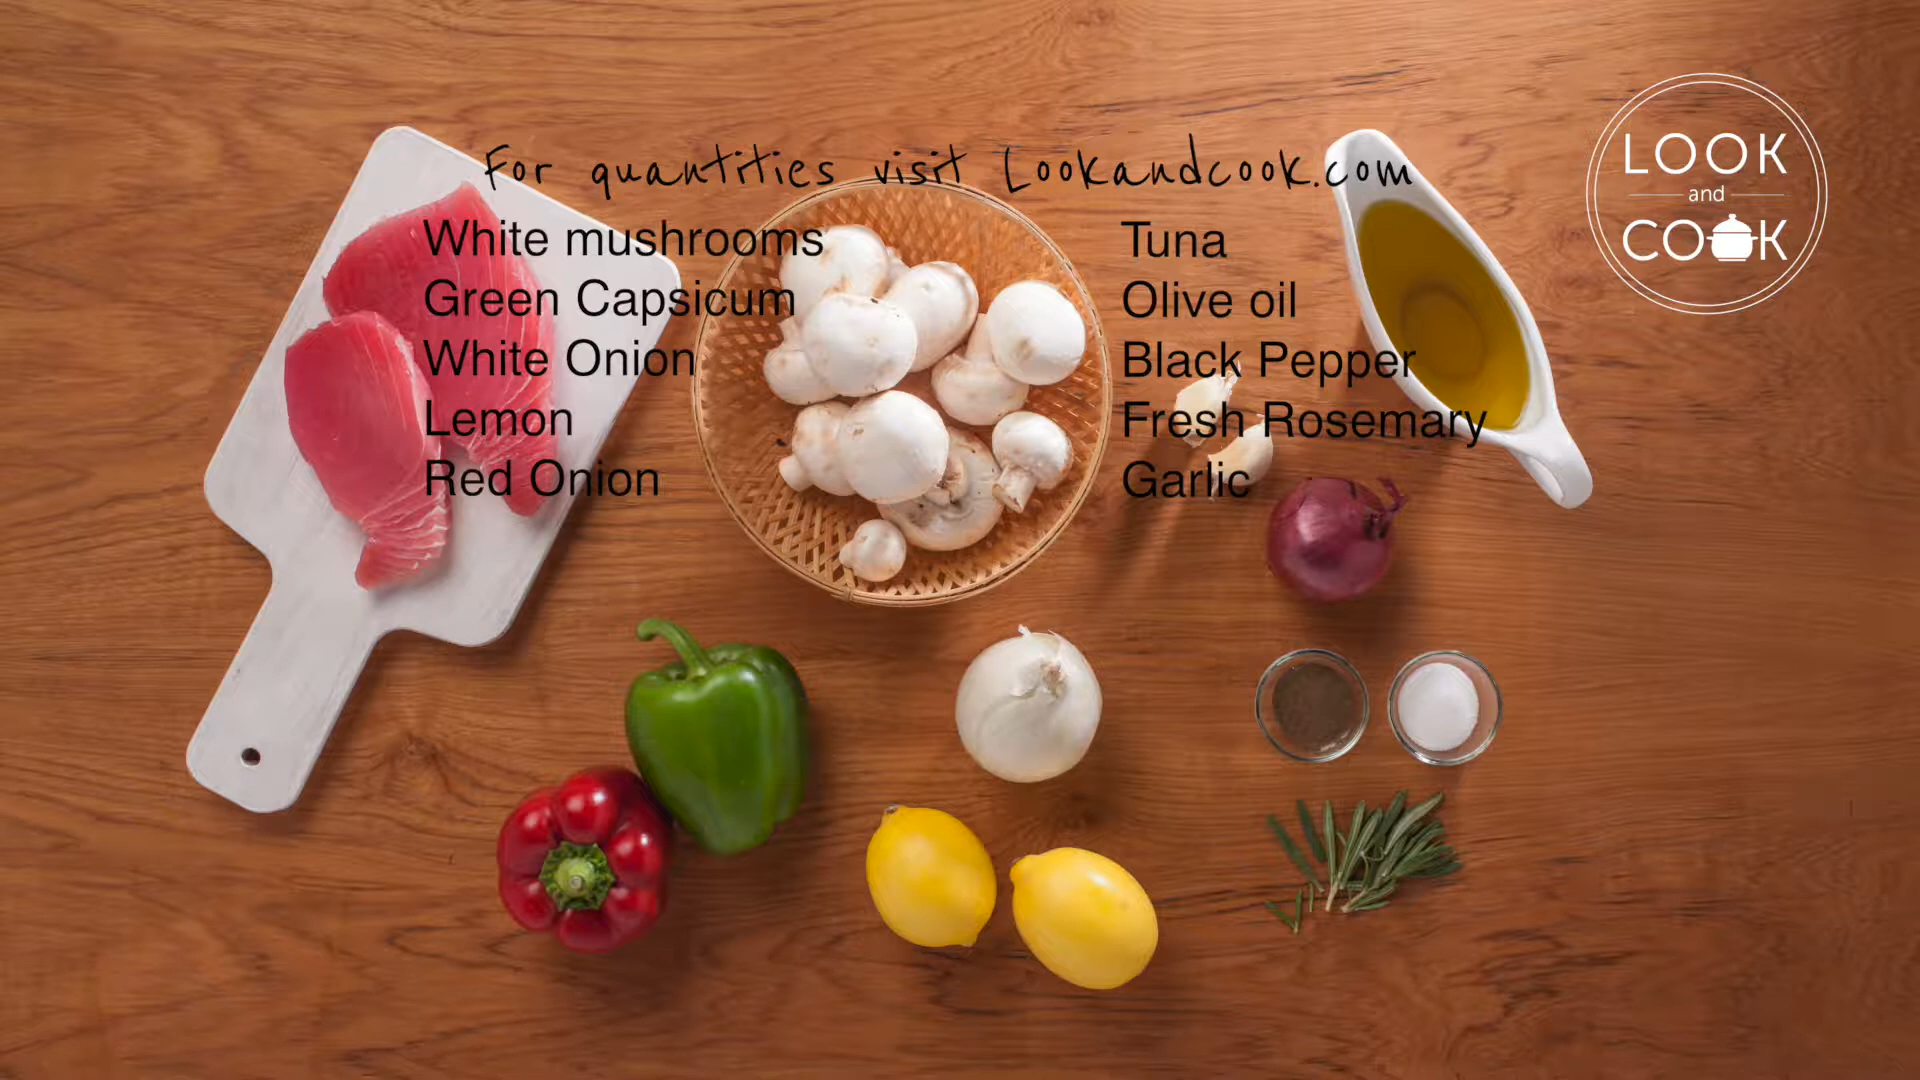 For quantities visit Lookandcook.com
White mushrooms
Green Capsicum
White Onion
Lemon
Red Onion
Tuna
Olive oil
Black Pepper
Fresh Rosemary
Garlic
LOOK
and
COOK